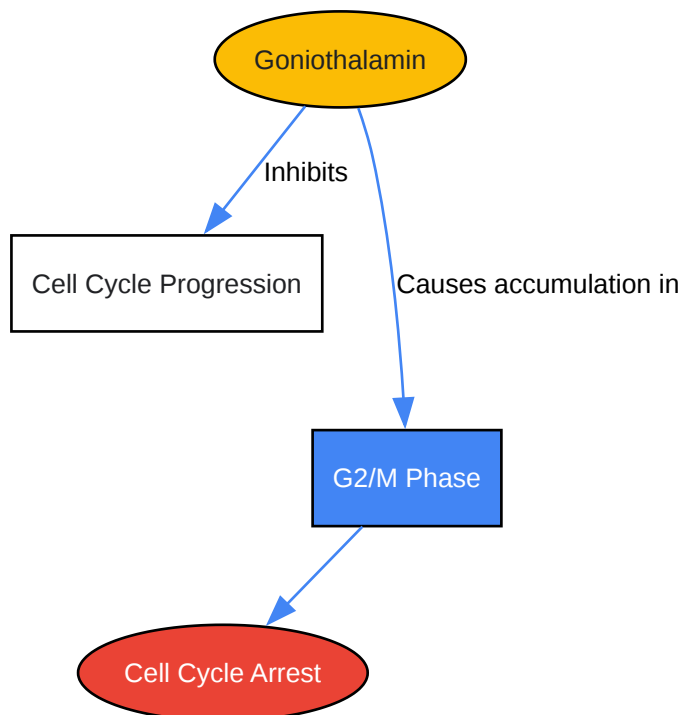 Goniothalamin
Inhibits
Cell Cycle Progression
Causes accumulation in
G2/M Phase
Cell Cycle Arrest